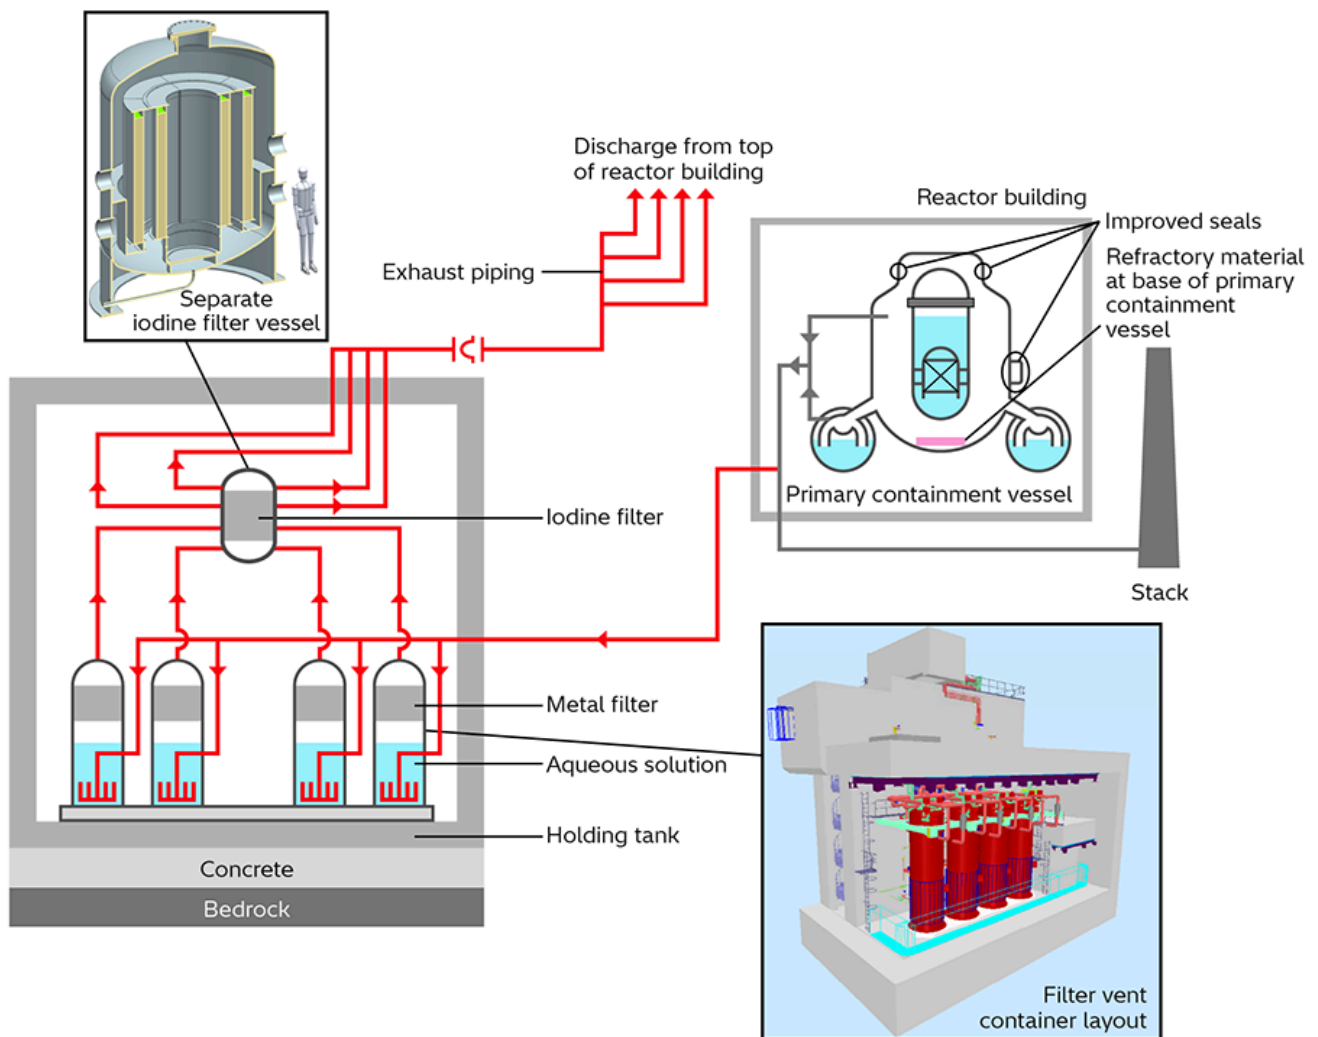 Discharge from top
of reactor building
Reactor building
Improved seals
Refractory material
at base of primary
containment
vessel
Exhaust piping
Separate
iodine filter vessel
Primary containment vessel
Iodine filter
Stack
Metal filter
Aqueous solution
Holding tank
Concrete
Bedrock
Filter vent
container layout